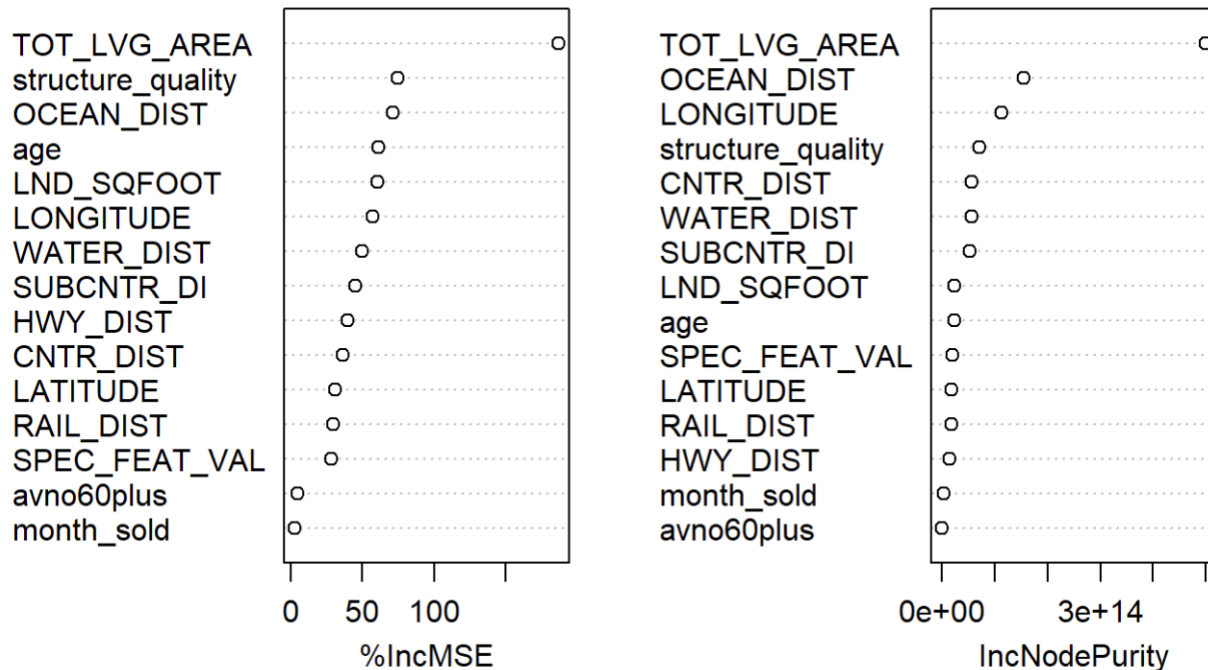 TOT_LVG_AREA
structure_quality
OCEAN_DIST
age
LND_SQFOOT
LONGITUDE
WATER_DIST
SUBCNTR_DI
HWY_DIST
CNTR_DIST
LATITUDE
RAIL_DIST
SPEC_FEAT_VAL
avno60plus
month_sold
0 50 100
%IncMSE
TOT_LVG_AREA
OCEAN_DIST
LONGITUDE
structure_quality
CNTR_DIST
WATER_DIST
SUBCNTR_DI
LND_SQFOOT
age
SPEC_FEAT_VAL
LATITUDE
RAIL_DIST
HWY_DIST
month_sold
avno60plus
0e+00 3e+14
IncNodePurity